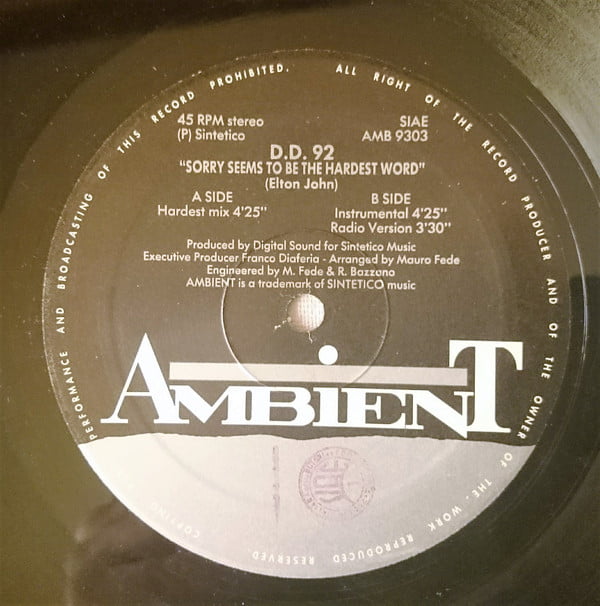 ALL RIGHT OF THE RECORD PRODUCER AND OF THE OWNER OF THE WORK REPRODUCED RESERVED
COPYING
PERFORMANCE AND BROADCASTING OF THIS RECORD PROHIBITED.
45 RPM stereo
(P) Sintetico
SIAE
AMB 9303
D.D. 92
"SORRY SEEMS TO BE THE HARDEST WORD"
(Elton John)
A SIDE
Hardest mix 4'25"
B SIDE
Instrumental 4'25"
Radio Version 3'30"
Produced by Digital Sound for Sintetico Music
Executive Producer Franco Diaferia - Arranged by Mauro Fede
Engineered by M. Fede & R. Bazzano
AMBIENT is a trademark of SINTETICO music
AMBIENT